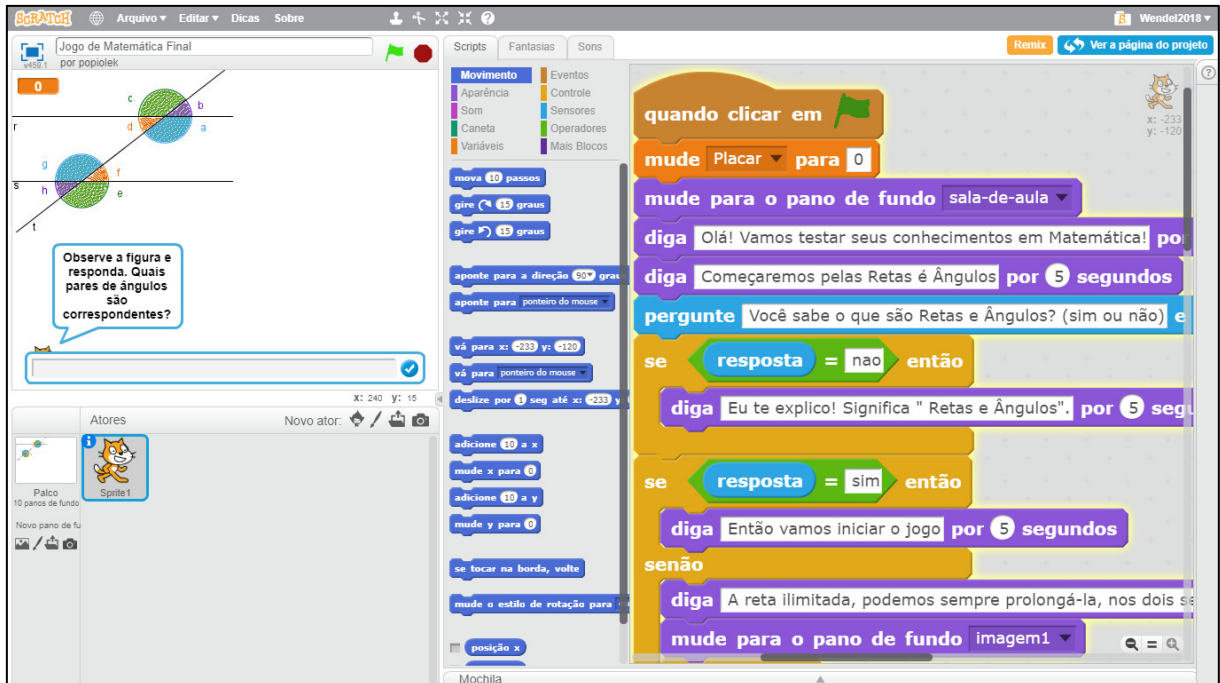 SCRATCH Arquivo Editar Dicas Sobre Wendel2018
Jogo de Matemática Final
v459.1 por popiolek
0
c b
r d a
g f
s h e
t
Observe a figura e
responda. Quais
pares de ângulos
são
correspondentes?
X: 240 Y: 15
Atores Novo ator:
Palco
10 panos de fundo
Sprite1
Novo pano de fu
Scripts Fantasias Sons
Remix Ver a página do projeto
Movimento Eventos
Aparência Controle
Som Sensores
Caneta Operadores
Variáveis Mais Blocos
mova 10 passos
gire 15 graus
gire 15 graus
aponte para a direção 90 grau
aponte para ponteiro do mouse
vá para x: -233 y: -120
vá para ponteiro do mouse
deslize por 1 seg até x: -233 y
adicione 10 a x
mude x para 0
adicione 10 a y
mude y para 0
se tocar na borda, volte
mude o estilo de rotação para
posição x
Mochila
x: -233
y: -120
quando clicar em
mude Placar para 0
mude para o pano de fundo sala-de-aula
diga Olá! Vamos testar seus conhecimentos em Matemática! po
diga Começaremos pelas Retas é Ângulos por 5 segundos
pergunte Você sabe o que são Retas e Ângulos? (sim ou não) e
se resposta = nao então
diga Eu te explico! Significa " Retas e Ângulos". por 5 segu
se resposta = sim então
diga Então vamos iniciar o jogo por 5 segundos
senão
diga A reta ilimitada, podemos sempre prolongá-la, nos dois se
mude para o pano de fundo imagem1